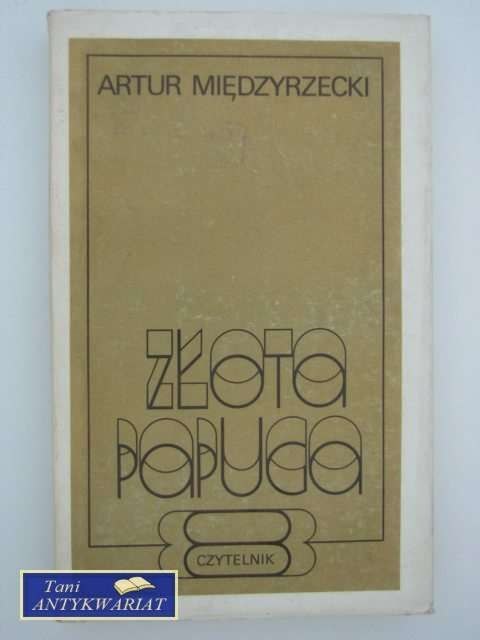 ARTUR MIĘDZYRZECKI
ZŁOTA
PAPUGA
CZYTELNIK
Tani
ANTYKWARIAT